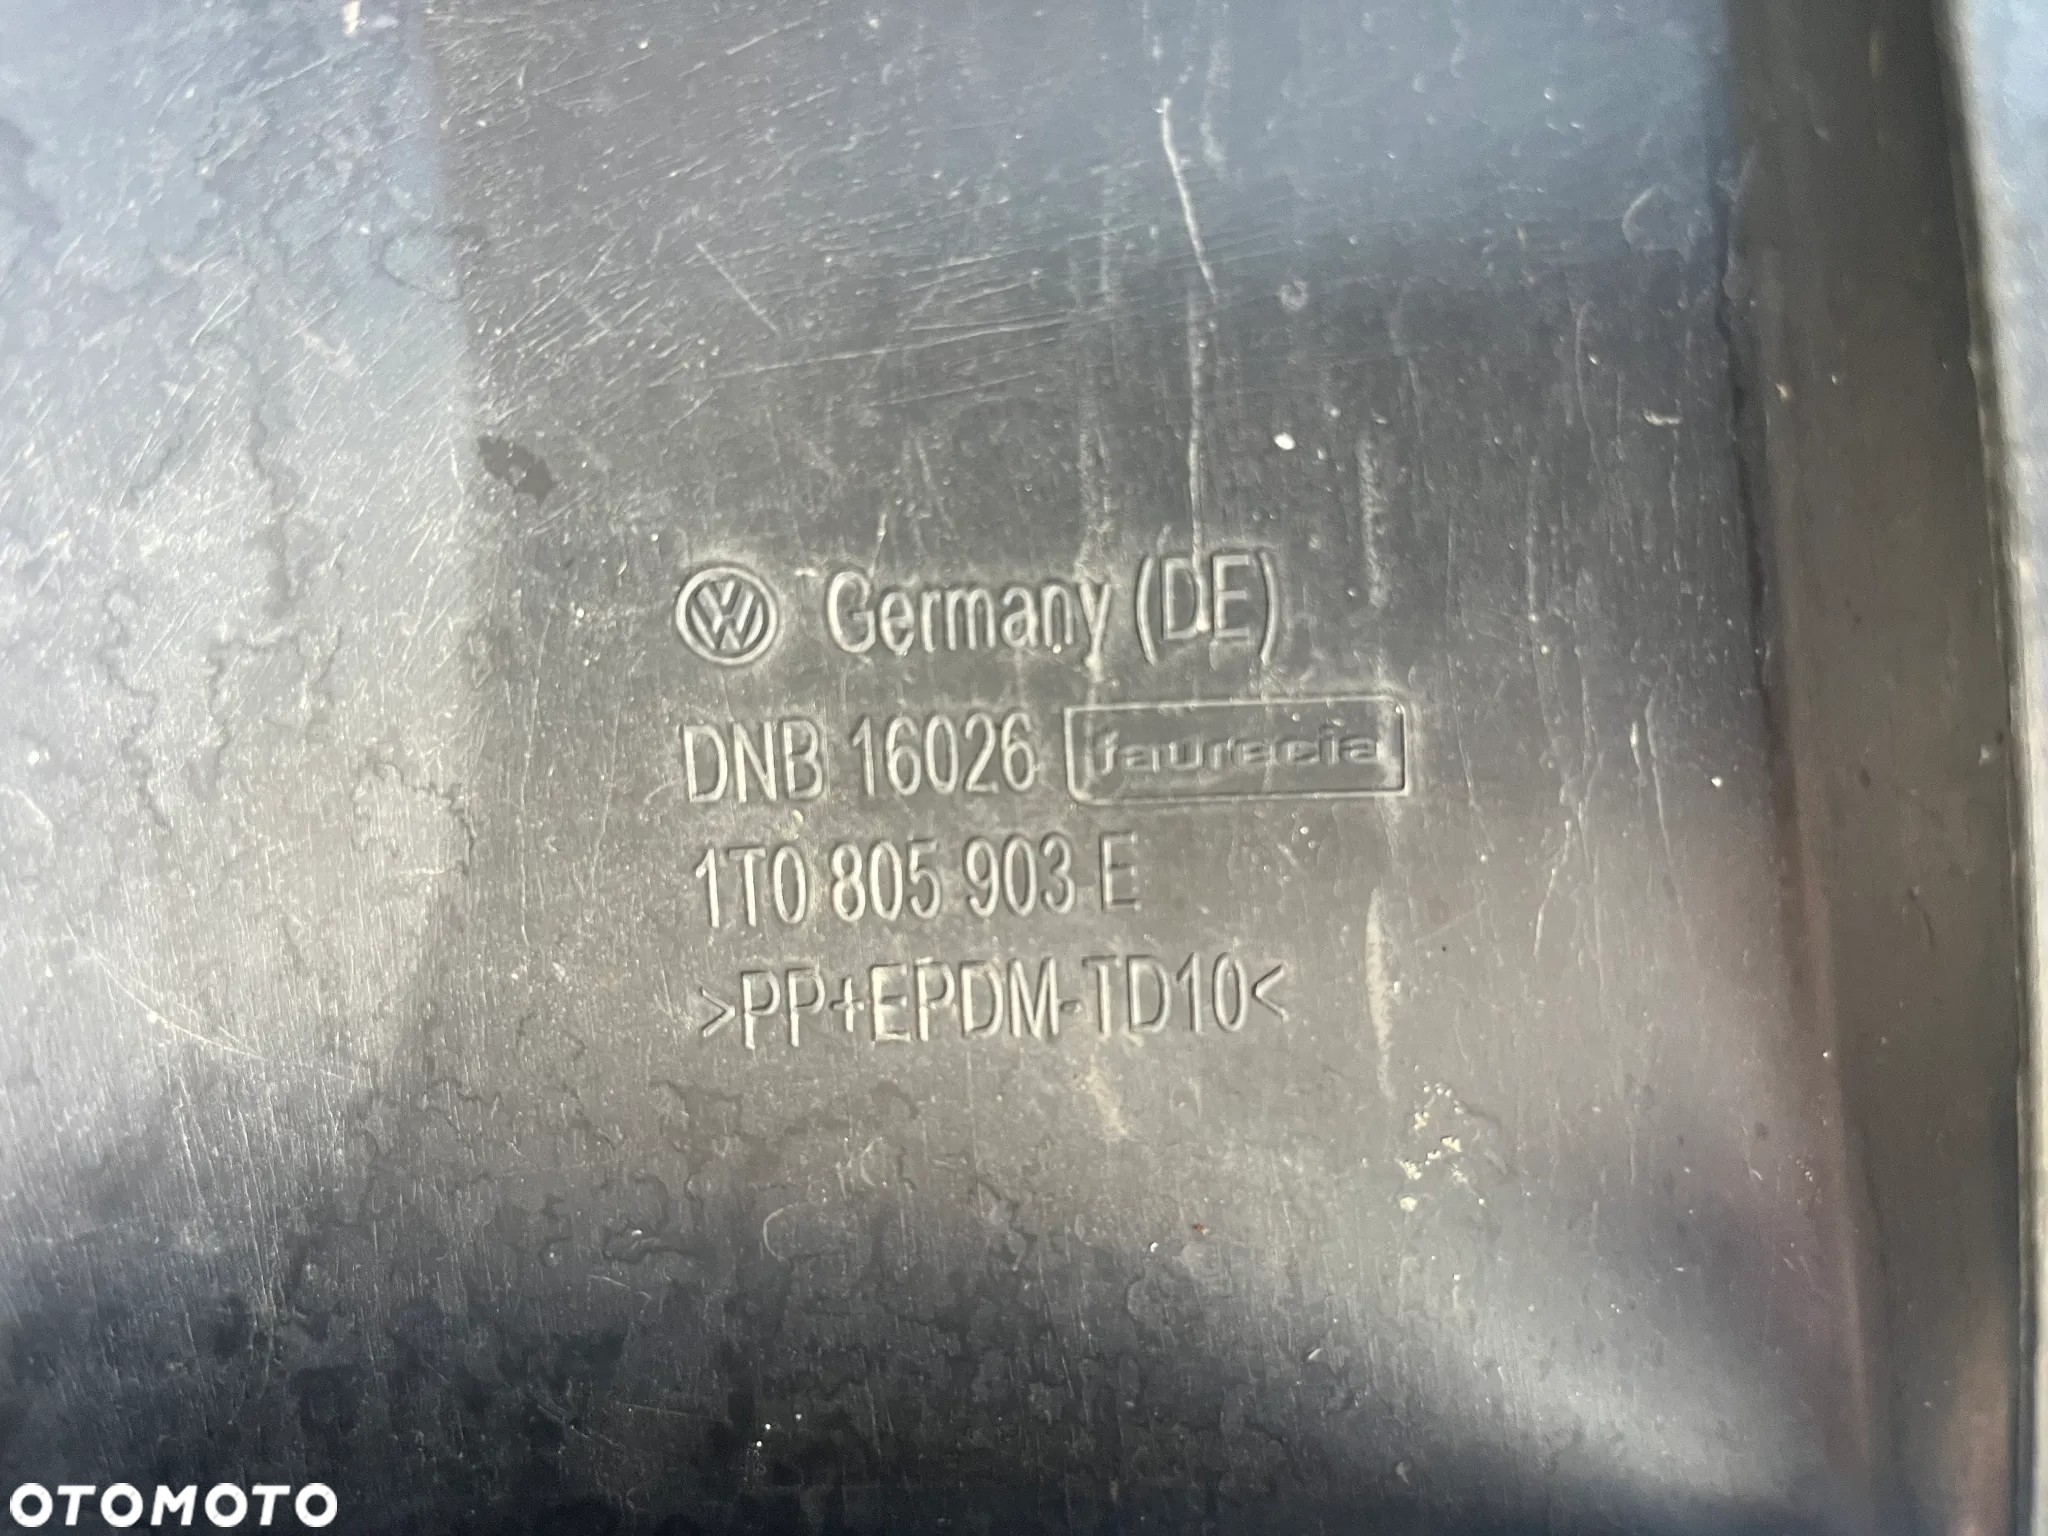 Germany (DE)
DNB 16026 faurecia
1T0 805 903 E
>PP+EPDM-TD10<
OTOMOTO